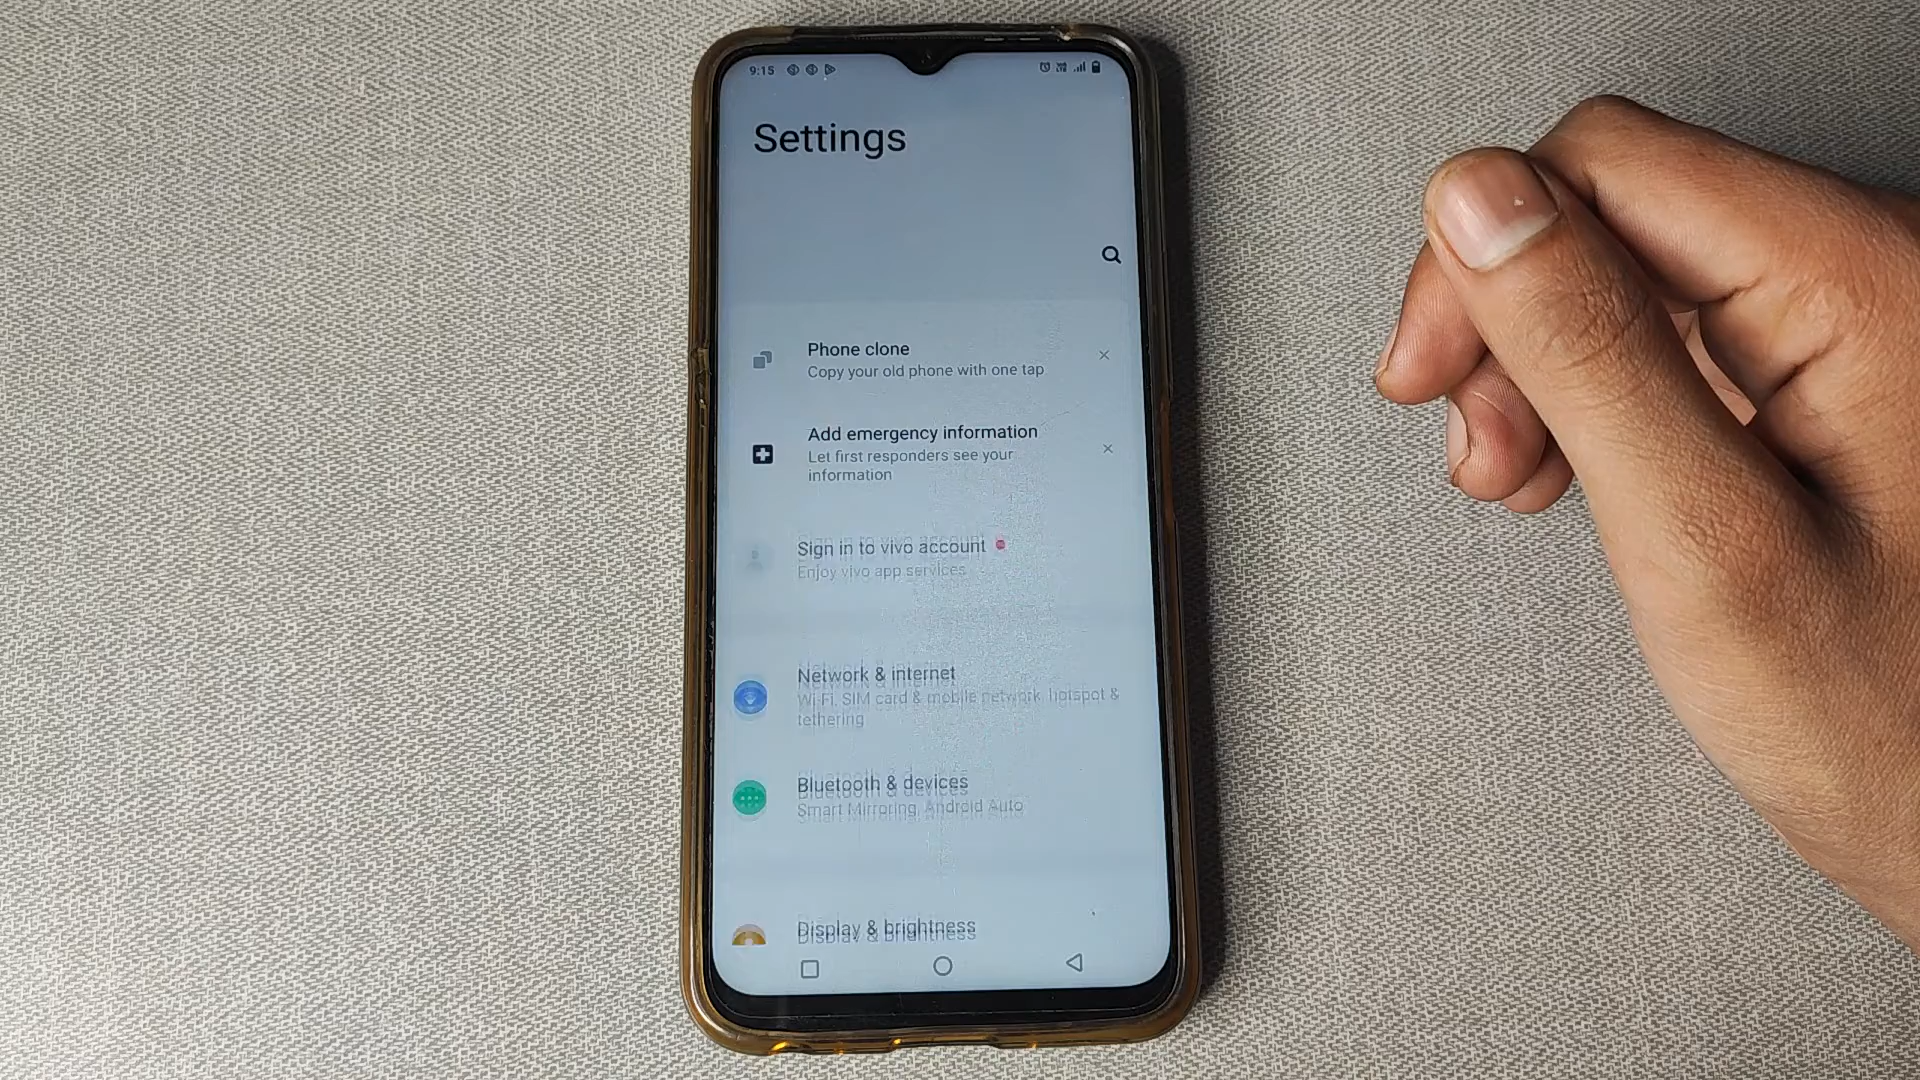 9:15
Settings
Phone clone
Copy your old phone with one tap
Add emergency information
Let first responders see your
information
Sign in to vivo account
Enjoy vivo app services
Network & internet
Wi-Fi, SIM card & mobile network, hotspot &
tethering
Bluetooth & devices
Smart Mirroring, Android Auto
Display & brightness